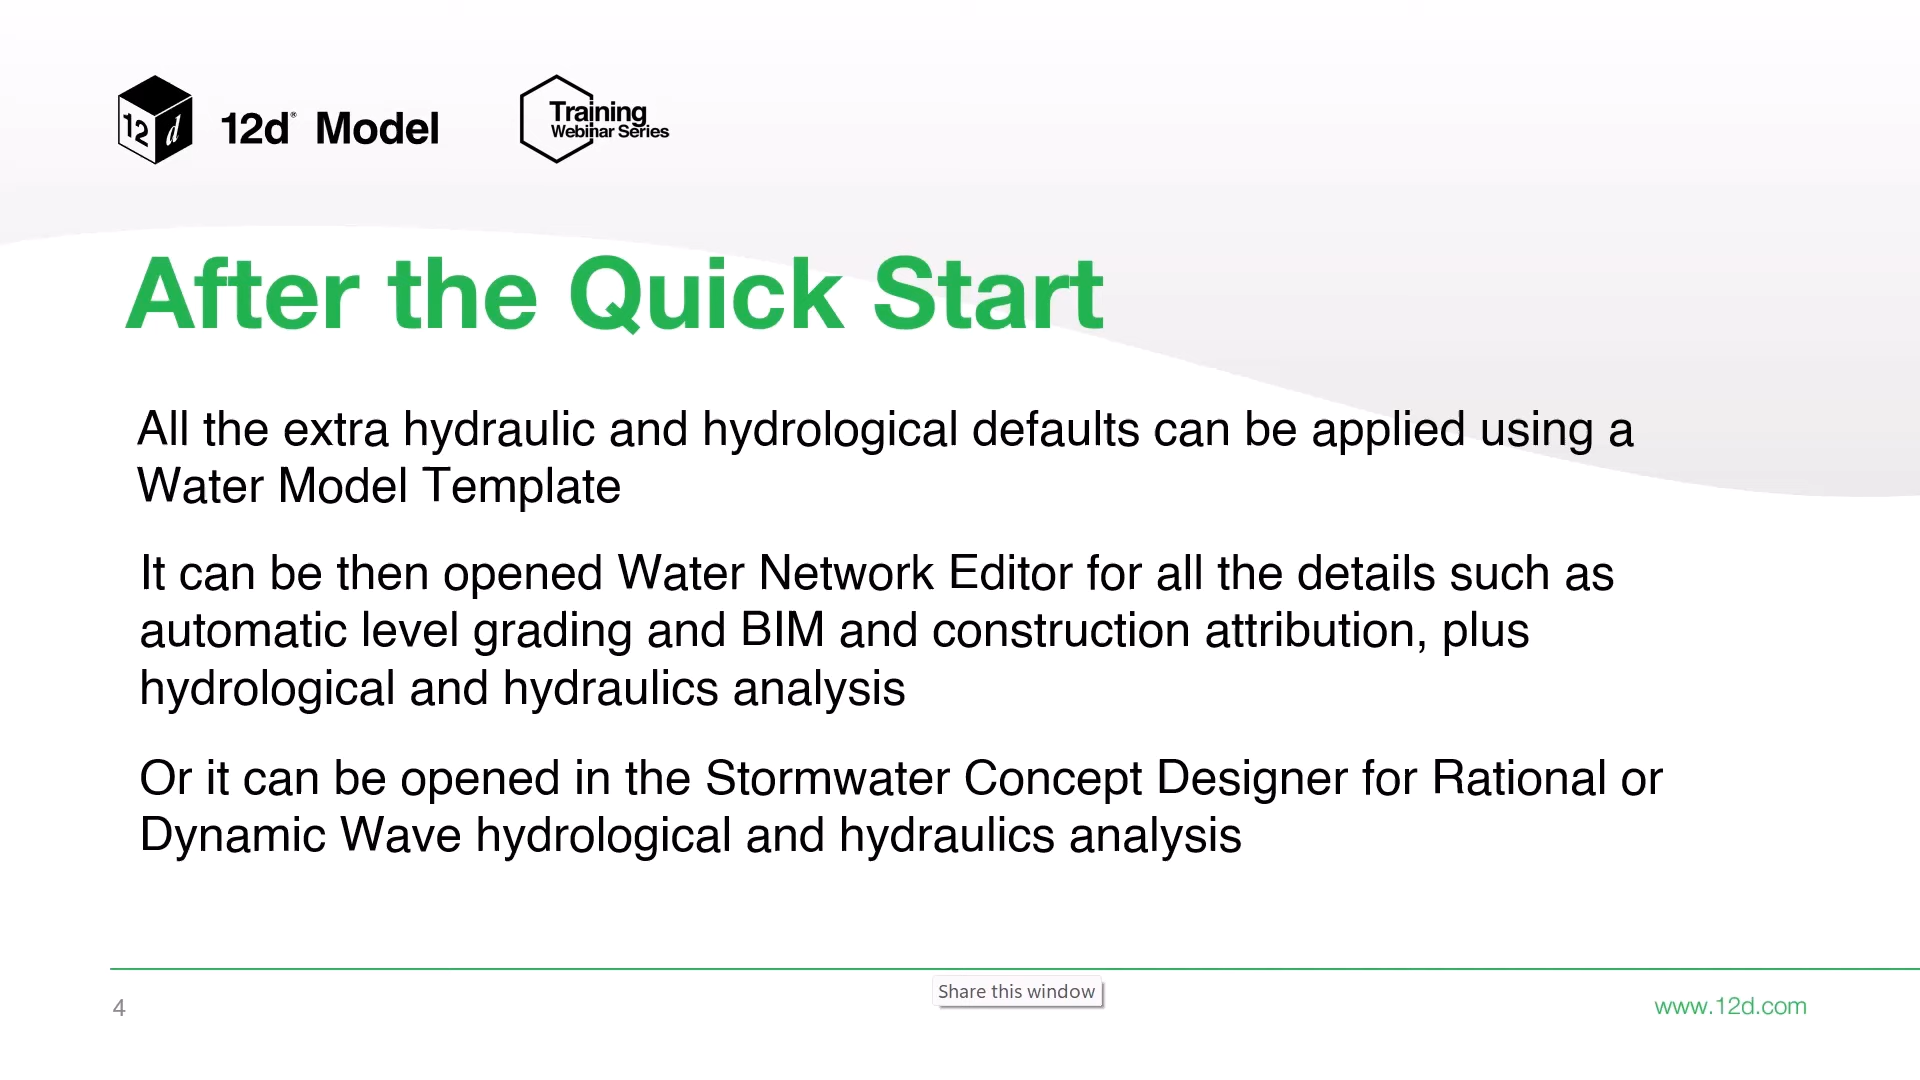 12d 12d® Model
Training
Webinar Series
After the Quick Start
All the extra hydraulic and hydrological defaults can be applied using a
Water Model Template
It can be then opened Water Network Editor for all the details such as
automatic level grading and BIM and construction attribution, plus
hydrological and hydraulics analysis
Or it can be opened in the Stormwater Concept Designer for Rational or
Dynamic Wave hydrological and hydraulics analysis
Share this window
4
www.12d.com